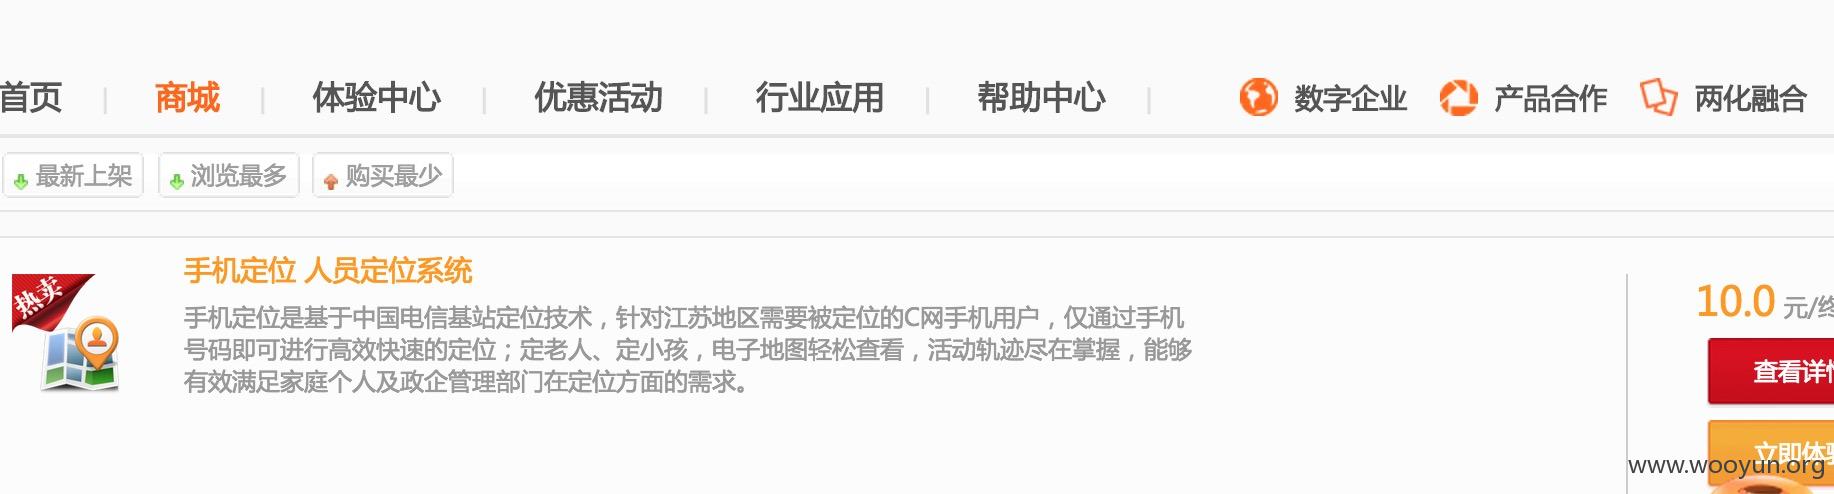 首页 | 商城 | 体验中心 | 优惠活动 | 行业应用 | 帮助中心 | 数字企业 产品合作 两化融合
最新上架 浏览最多 购买最少
热卖
手机定位 人员定位系统
手机定位是基于中国电信基站定位技术，针对江苏地区需要被定位的C网手机用户，仅通过手机
号码即可进行高效快速的定位；定老人、定小孩，电子地图轻松查看，活动轨迹尽在掌握，能够
有效满足家庭个人及政企管理部门在定位方面的需求。
10.0 元/终
查看详情
立即体验
www.wooyun.org